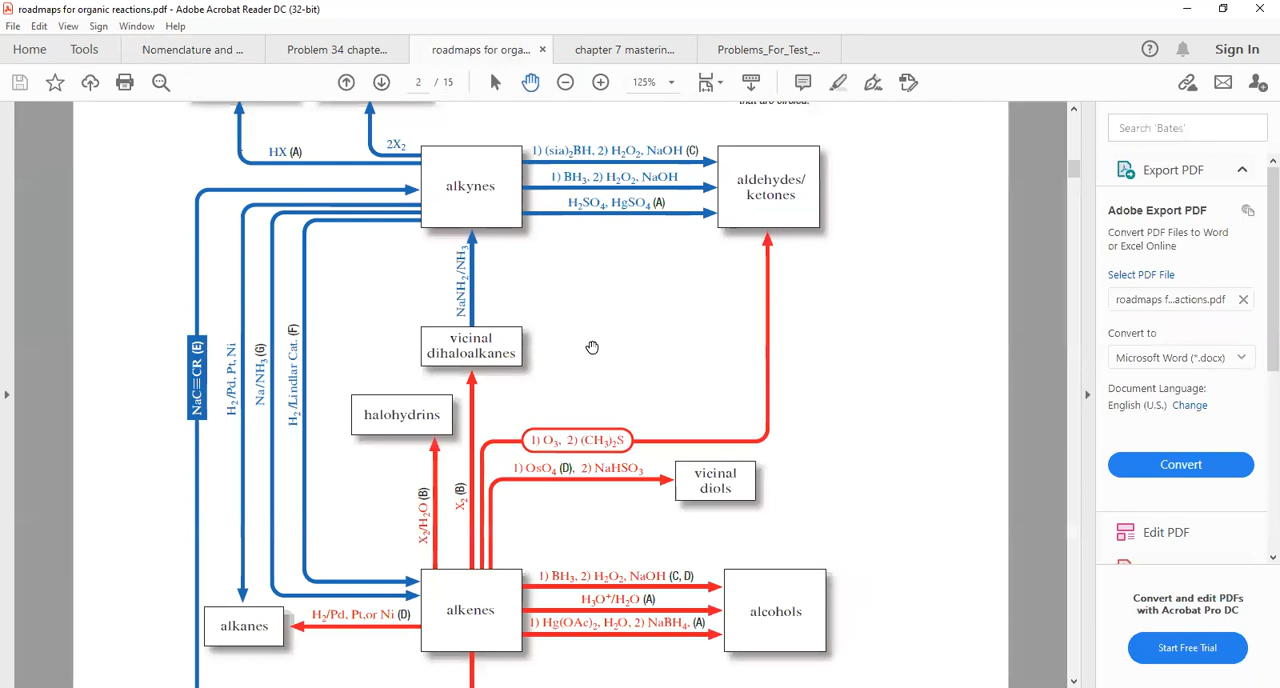 roadmaps for organic reactions.pdf - Adobe Acrobat Reader DC (32-bit)
File Edit View Sign Window Help
Home Tools Nomenclature and ... Problem 34 chapte... roadmaps for orga... × chapter 7 masterin... Problems_For_Test_... Sign In
2 / 15 125%
that are circled.
HX (A)
2X₂
alkynes
1) (sia)₂BH, 2) H₂O₂, NaOH (C)
1) BH₃, 2) H₂O₂, NaOH
H₂SO₄, HgSO₄ (A)
aldehydes/
ketones
NaNH₂/NH₃
vicinal
dihaloalkanes
NaC≡CR (E)
H₂/Pd, Pt, Ni
Na/NH₃ (G)
H₂/Lindlar Cat. (F)
halohydrins
1) O₃, 2) (CH₃)₂S
1) OsO₄ (D), 2) NaHSO₃
vicinal
diols
X₂/H₂O (B)
X₂ (B)
alkenes
1) BH₃, 2) H₂O₂, NaOH (C, D)
H₃O⁺/H₂O (A)
1) Hg(OAc)₂, H₂O, 2) NaBH₄, (A)
alcohols
H₂/Pd, Pt,or Ni (D)
alkanes
Search 'Bates'
Export PDF
Adobe Export PDF
Convert PDF Files to Word
or Excel Online
Select PDF File
roadmaps f...actions.pdf
Convert to
Microsoft Word (*.docx)
Document Language:
English (U.S.) Change
Convert
Edit PDF
Convert and edit PDFs
with Acrobat Pro DC
Start Free Trial